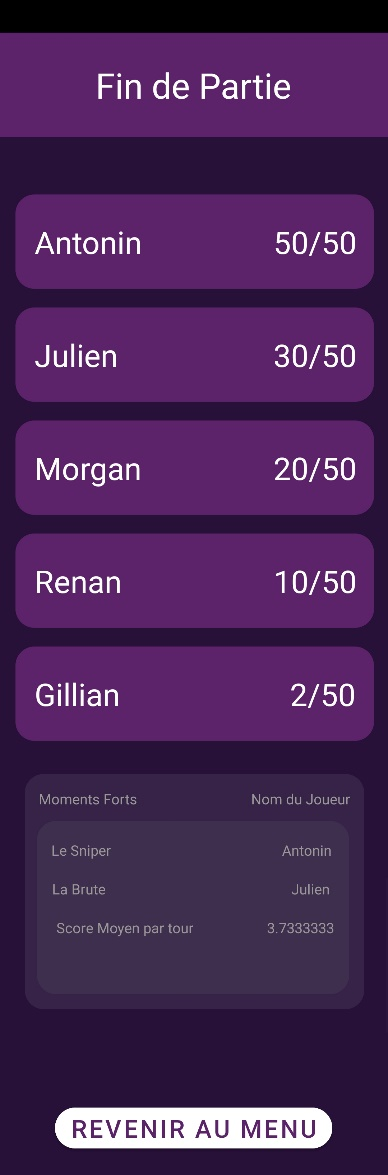 Fin de Partie
Antonin 50/50
Julien 30/50
Morgan 20/50
Renan 10/50
Gillian 2/50
Moments Forts Nom du Joueur
Le Sniper Antonin
La Brute Julien
Score Moyen par tour 3.7333333
REVENIR AU MENU